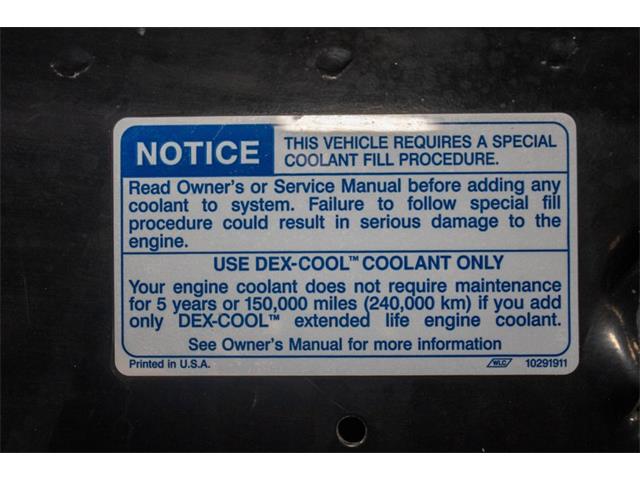 NOTICE
THIS VEHICLE REQUIRES A SPECIAL
COOLANT FILL PROCEDURE.
Read Owner's or Service Manual before adding any
coolant to system. Failure to follow special fill
procedure could result in serious damage to the
engine.
USE DEX-COOL™ COOLANT ONLY
Your engine coolant does not require maintenance
for 5 years or 150,000 miles (240,000 km) if you add
only DEX-COOL™ extended life engine coolant.
See Owner's Manual for more information
Printed in U.S.A. WLC 10291911